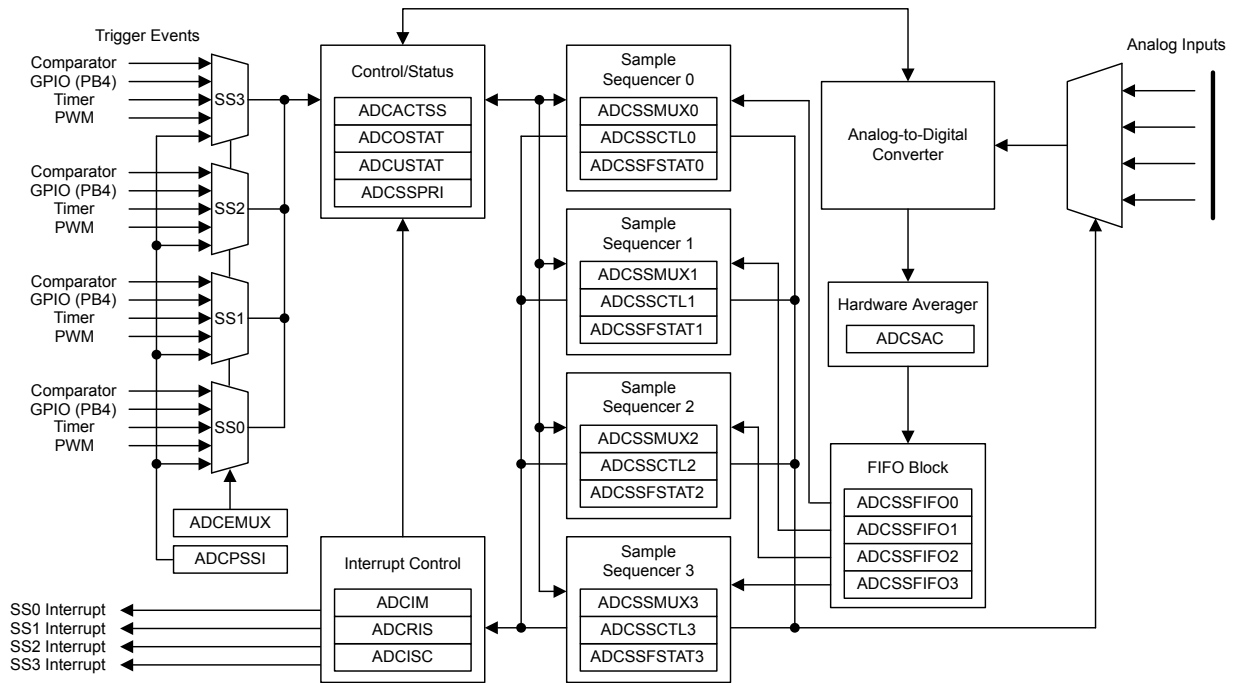 Trigger Events
Comparator
GPIO (PB4)
Timer
PWM
SS3
Comparator
GPIO (PB4)
Timer
PWM
SS2
Comparator
GPIO (PB4)
Timer
PWM
SS1
Comparator
GPIO (PB4)
Timer
PWM
SS0
ADCEMUX
ADCPSSI
Control/Status
ADCACTSS
ADCOSTAT
ADCUSTAT
ADCSSPRI
Interrupt Control
ADCIM
ADCRIS
ADCISC
SS0 Interrupt
SS1 Interrupt
SS2 Interrupt
SS3 Interrupt
Sample
Sequencer 0
ADCSSMUX0
ADCSSCTL0
ADCSSFSTAT0
Sample
Sequencer 1
ADCSSMUX1
ADCSSCTL1
ADCSSFSTAT1
Sample
Sequencer 2
ADCSSMUX2
ADCSSCTL2
ADCSSFSTAT2
Sample
Sequencer 3
ADCSSMUX3
ADCSSCTL3
ADCSSFSTAT3
Analog-to-Digital
Converter
Hardware Averager
ADCSAC
FIFO Block
ADCSSFIFO0
ADCSSFIFO1
ADCSSFIFO2
ADCSSFIFO3
Analog Inputs